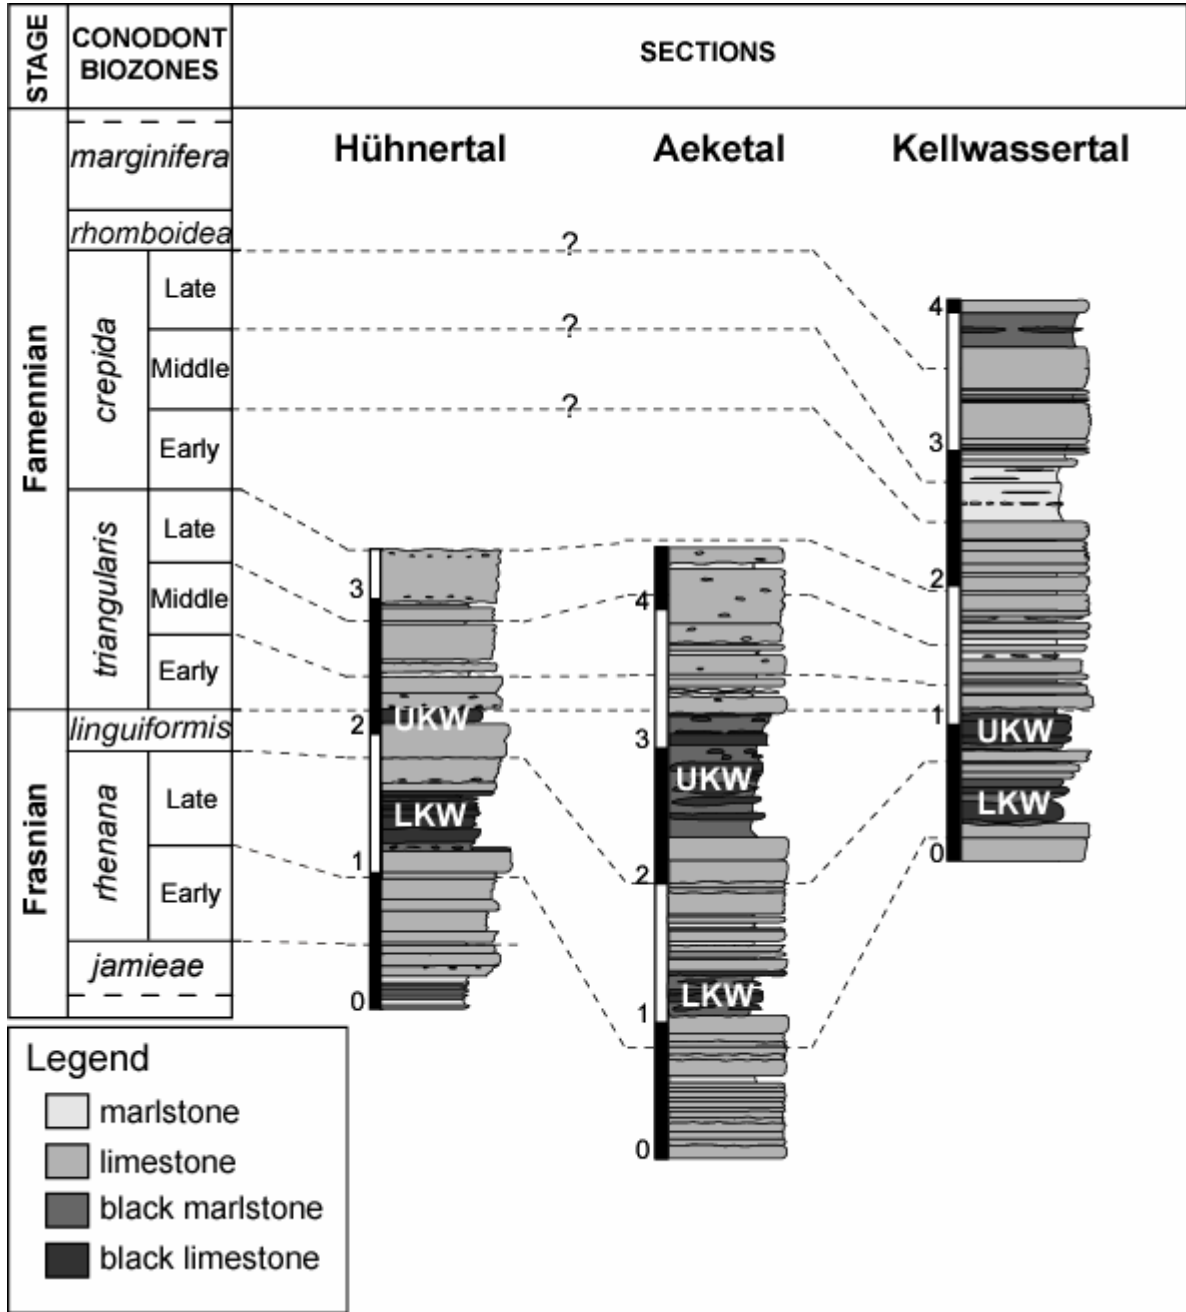 STAGE
CONODONT
BIOZONES
SECTIONS
Hühnertal
Aeketal
Kellwassertal
Famennian
marginifera
rhomboidea
crepida
Late
Middle
Early
triangularis
Late
Middle
Early
Frasnian
linguiformis
rhenana
Late
Early
jamieae
?
?
?
3
2
1
0
UKW
LKW
4
3
2
1
0
UKW
LKW
4
3
2
1
0
UKW
LKW
Legend
marlstone
limestone
black marlstone
black limestone